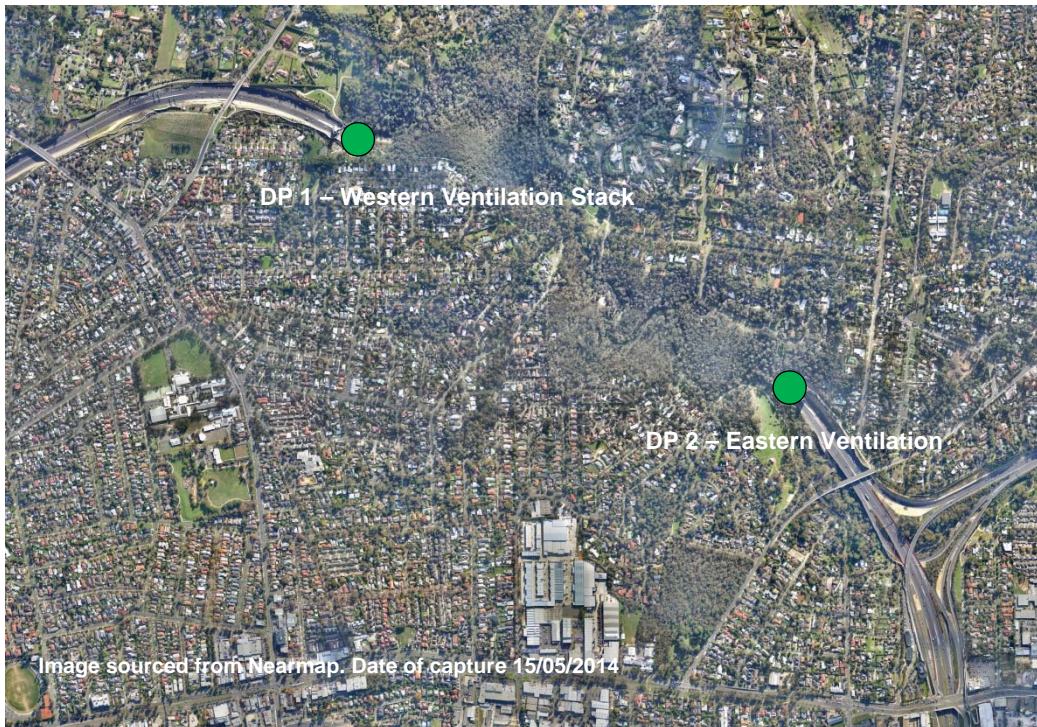 DP 1 – Western Ventilation Stack
DP 2 – Eastern Ventilation
Image sourced from Nearmap. Date of capture 15/05/2014